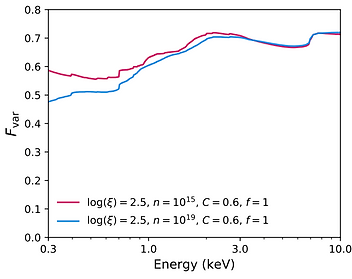 0.8
0.7
0.6
0.5
0.4
0.3
0.2
0.1
0.0
F_var
log(ξ) = 2.5, n = 10^15, C = 0.6, f = 1
log(ξ) = 2.5, n = 10^19, C = 0.6, f = 1
0.3 1.0 3.0 10.0
Energy (keV)